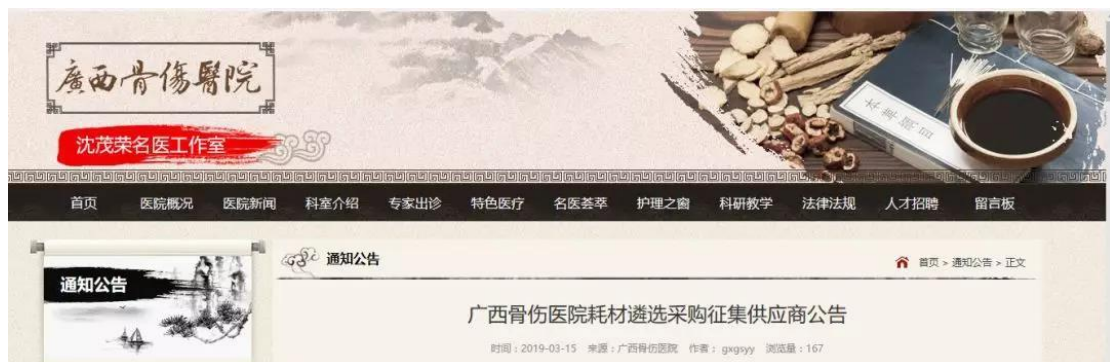 廣西骨傷醫院
沈茂荣名医工作室
本草纲目
首页 医院概况 医院新闻 科室介绍 专家出诊 特色医疗 名医荟萃 护理之窗 科研教学 法律法规 人才招聘 留言板
通知公告
通知公告
首页 > 通知公告 > 正文
广西骨伤医院耗材遴选采购征集供应商公告
时间：2019-03-15 来源：广西骨伤医院 作者： gxgsyy 浏览量：167